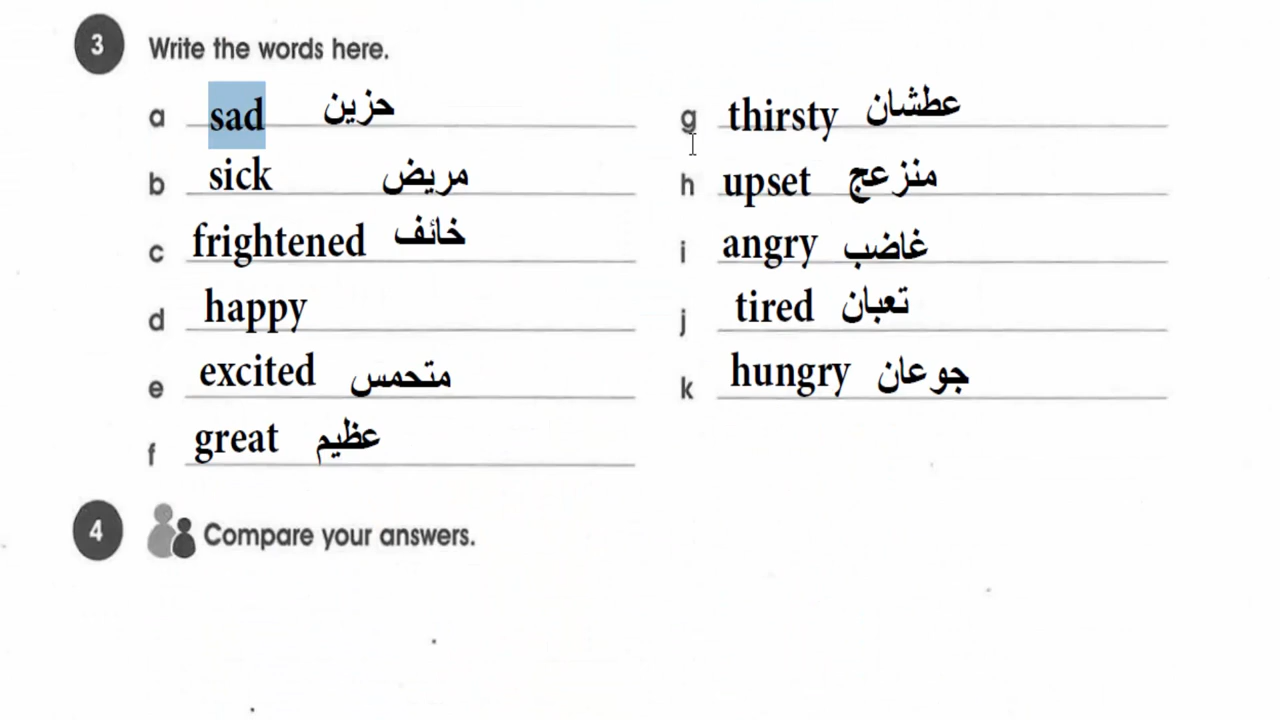 3 Write the words here.
a sad حزين
b sick مريض
c frightened خائف
d happy
e excited متحمس
f great عظيم
g thirsty عطشان
h upset منزعج
i angry غاضب
j tired تعبان
k hungry جوعان
4 Compare your answers.